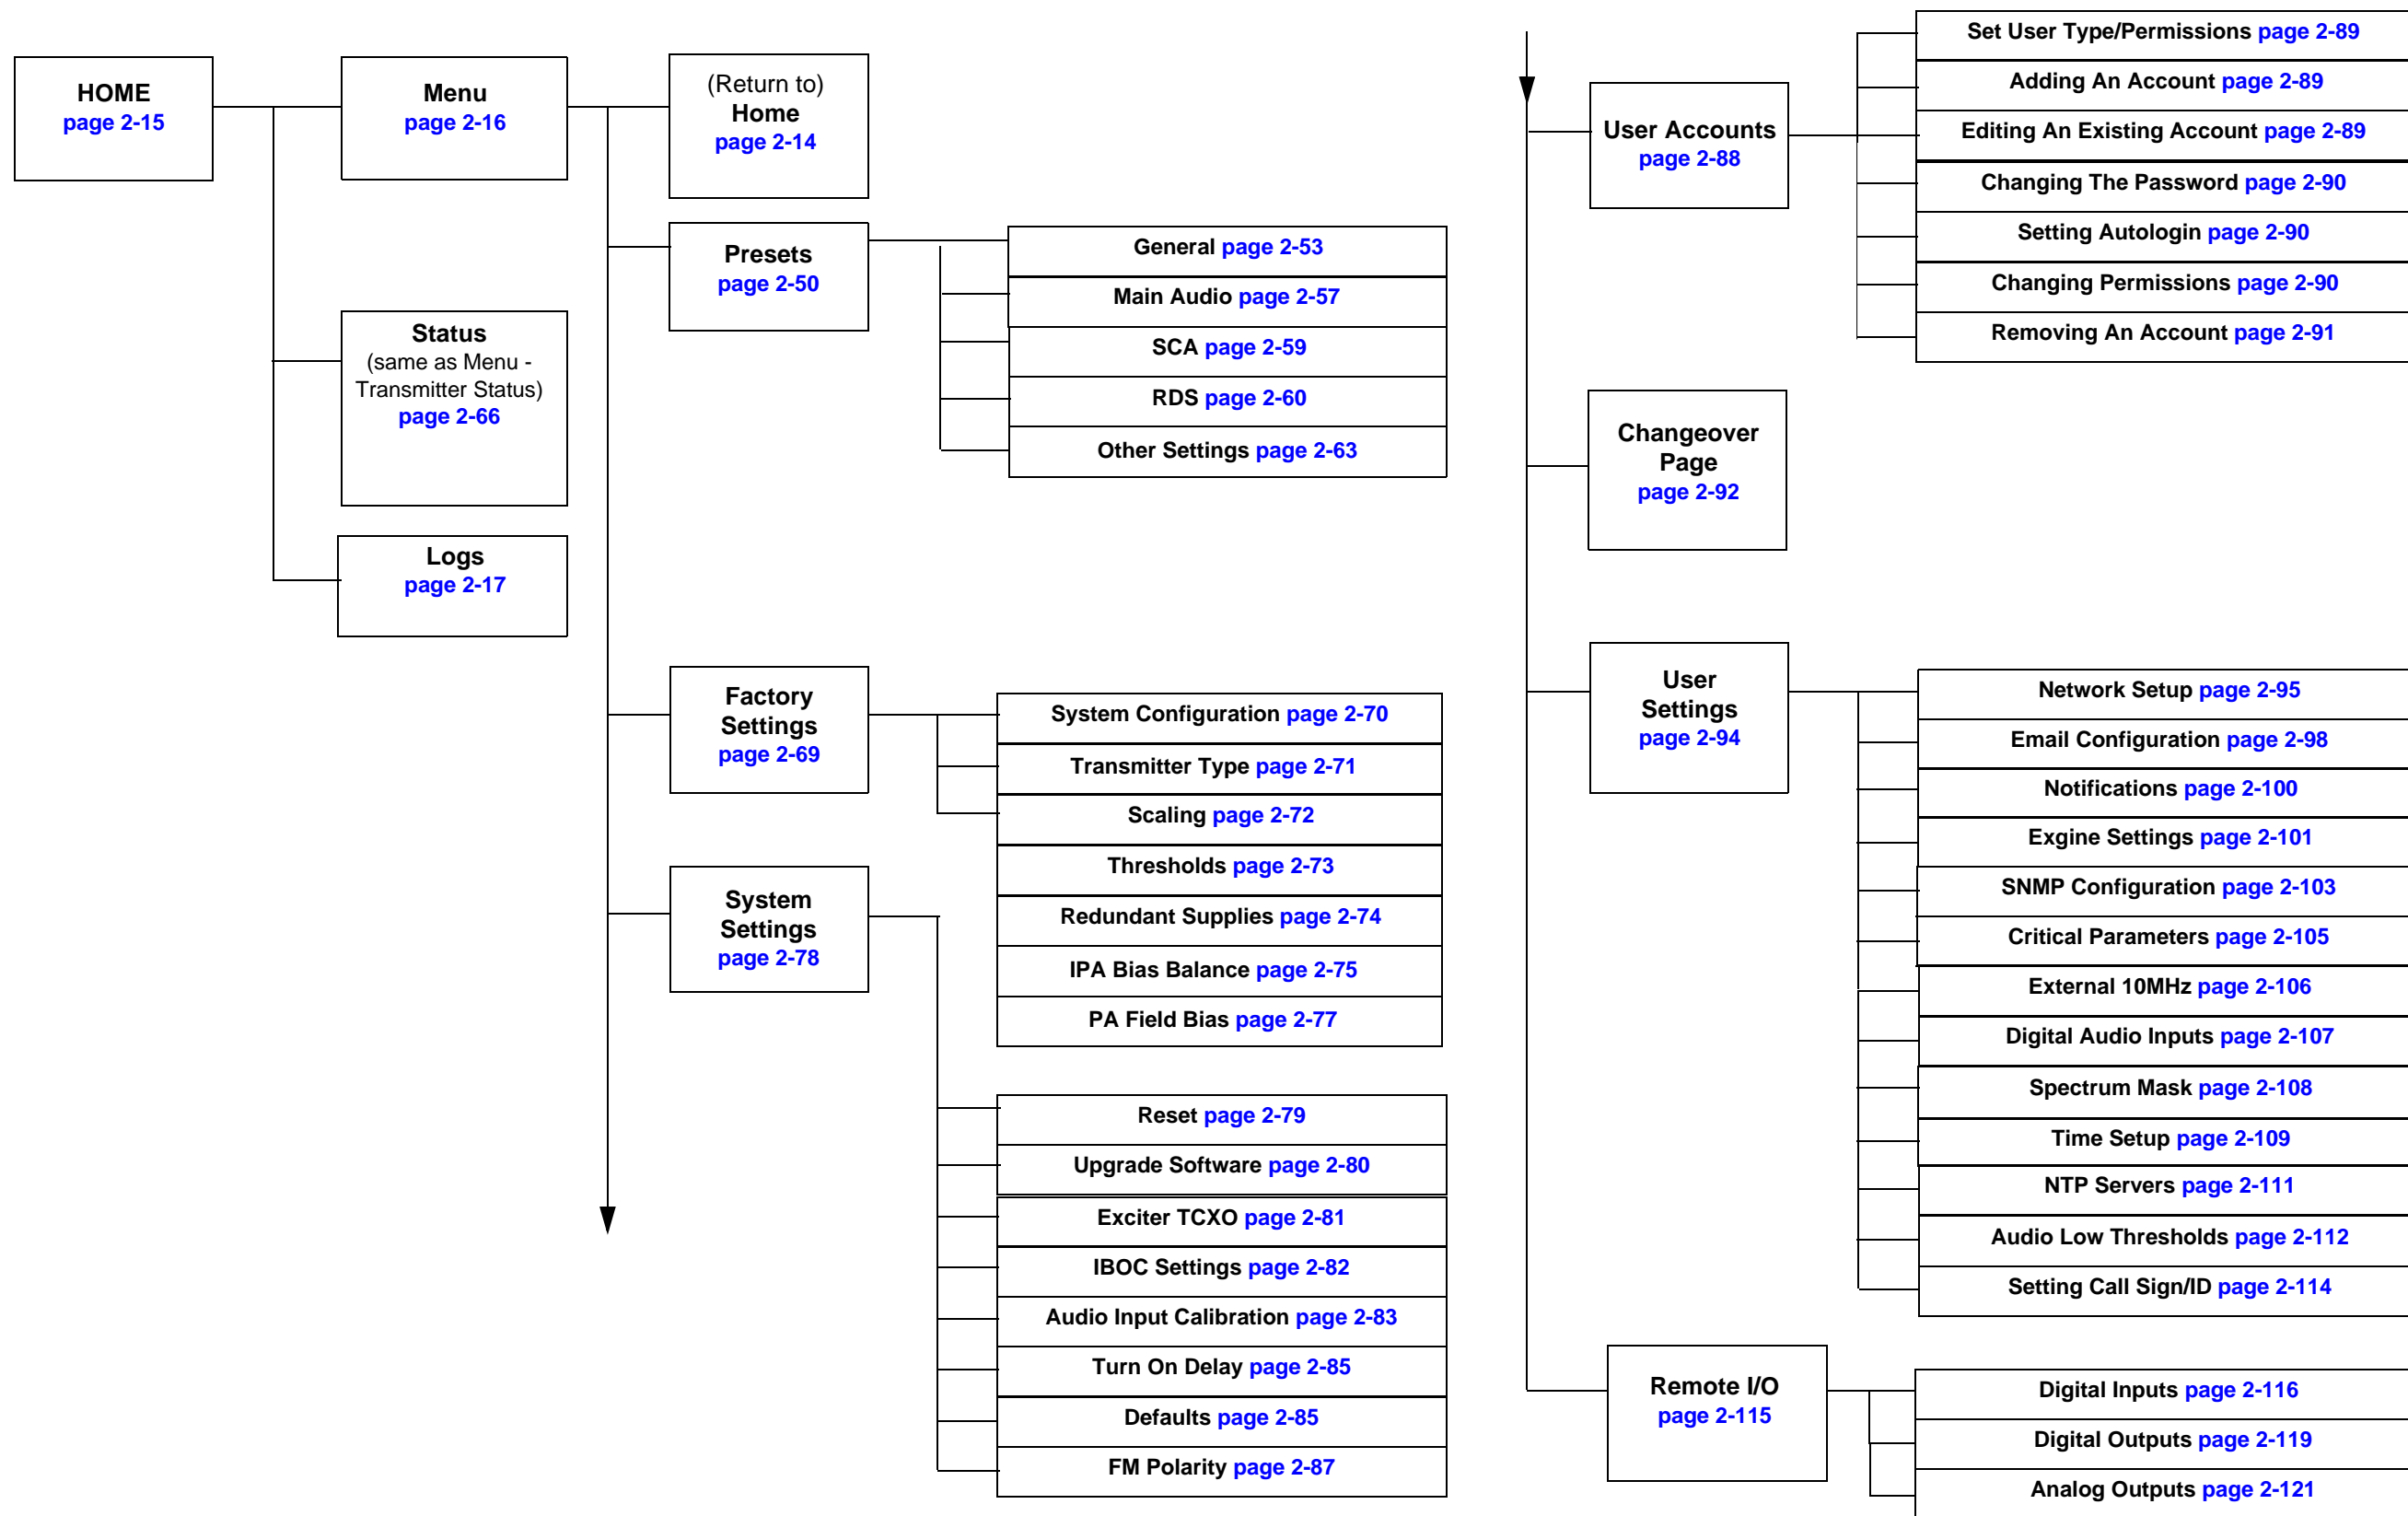 HOME
page 2-15
Menu
page 2-16
Status
(same as Menu -
Transmitter Status)
page 2-66
Logs
page 2-17
(Return to)
Home
page 2-14
Presets
page 2-50
General page 2-53
Main Audio page 2-57
SCA page 2-59
RDS page 2-60
Other Settings page 2-63
Factory
Settings
page 2-69
System Configuration page 2-70
Transmitter Type page 2-71
Scaling page 2-72
Thresholds page 2-73
Redundant Supplies page 2-74
IPA Bias Balance page 2-75
PA Field Bias page 2-77
System
Settings
page 2-78
Reset page 2-79
Upgrade Software page 2-80
Exciter TCXO page 2-81
IBOC Settings page 2-82
Audio Input Calibration page 2-83
Turn On Delay page 2-85
Defaults page 2-85
FM Polarity page 2-87
User Accounts
page 2-88
Set User Type/Permissions page 2-89
Adding An Account page 2-89
Editing An Existing Account page 2-89
Changing The Password page 2-90
Setting Autologin page 2-90
Changing Permissions page 2-90
Removing An Account page 2-91
Changeover
Page
page 2-92
User
Settings
page 2-94
Network Setup page 2-95
Email Configuration page 2-98
Notifications page 2-100
Exgine Settings page 2-101
SNMP Configuration page 2-103
Critical Parameters page 2-105
External 10MHz page 2-106
Digital Audio Inputs page 2-107
Spectrum Mask page 2-108
Time Setup page 2-109
NTP Servers page 2-111
Audio Low Thresholds page 2-112
Setting Call Sign/ID page 2-114
Remote I/O
page 2-115
Digital Inputs page 2-116
Digital Outputs page 2-119
Analog Outputs page 2-121